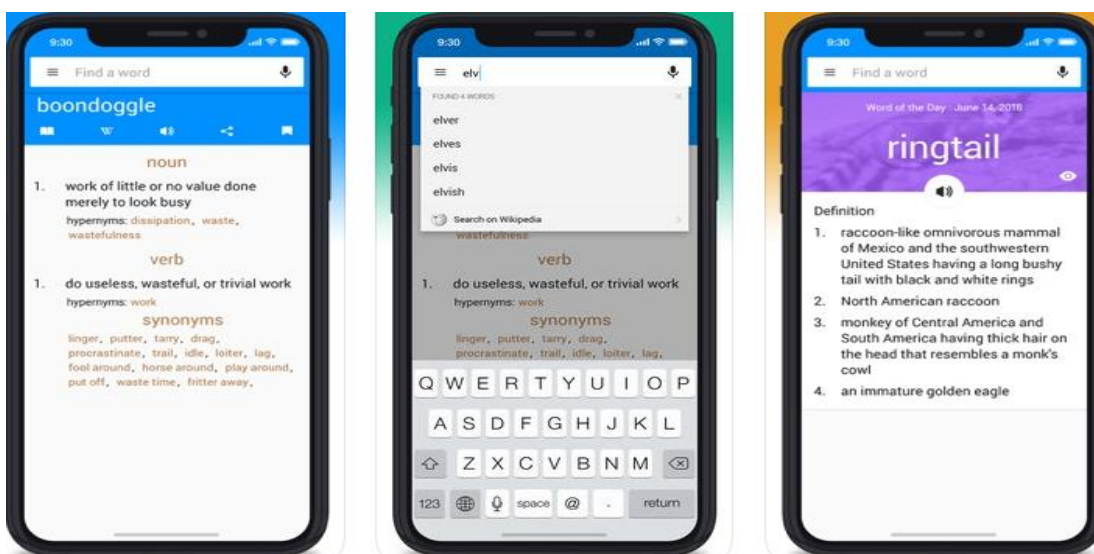 9:30
Find a word
boondoggle
W
noun
1. work of little or no value done
merely to look busy
hypernyms: dissipation, waste,
wastefulness
verb
1. do useless, wasteful, or trivial work
hypernyms: work
synonyms
linger, putter, tarry, drag,
procrastinate, trail, idle, loiter, lag,
fool around, horse around, play around,
put off, waste time, fritter away,
9:30
elv
FOUND 4 WORDS
elver
elves
elvis
elvish
Search on Wikipedia
wastefulness
verb
1. do useless, wasteful, or trivial work
hypernyms: work
synonyms
linger, putter, tarry, drag,
procrastinate, trail, idle, loiter, lag,
Q W E R T Y U I O P
A S D F G H J K L
Z X C V B N M
123 space @ . return
9:30
Find a word
Word of the Day : June 14, 2018
ringtail
Definition
1. raccoon-like omnivorous mammal
of Mexico and the southwestern
United States having a long bushy
tail with black and white rings
2. North American raccoon
3. monkey of Central America and
South America having thick hair on
the head that resembles a monk's
cowl
4. an immature golden eagle